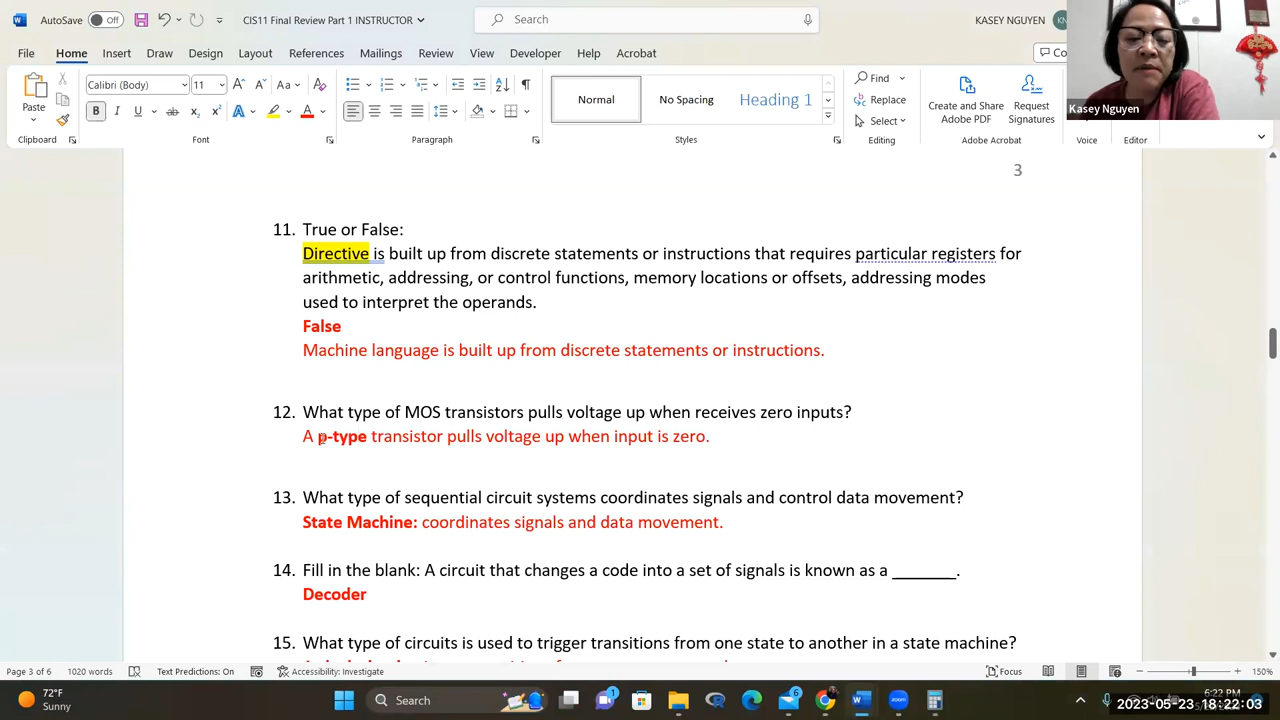 AutoSave Off CIS11 Final Review Part 1 INSTRUCTOR Search KASEY NGUYEN KN
File Home Insert Draw Design Layout References Mailings Review View Developer Help Acrobat Co
Paste Calibri (Body) 11 Normal No Spacing Heading 1 Find Replace Select Create and Share Adobe PDF Request Signatures
Kasey Nguyen
Clipboard Font Paragraph Styles Editing Adobe Acrobat Voice Editor
3
11. True or False:
Directive is built up from discrete statements or instructions that requires particular registers for
arithmetic, addressing, or control functions, memory locations or offsets, addressing modes
used to interpret the operands.
False
Machine language is built up from discrete statements or instructions.
12. What type of MOS transistors pulls voltage up when receives zero inputs?
A p-type transistor pulls voltage up when input is zero.
13. What type of sequential circuit systems coordinates signals and control data movement?
State Machine: coordinates signals and data movement.
14. Fill in the blank: A circuit that changes a code into a set of signals is known as a _______.
Decoder
15. What type of circuits is used to trigger transitions from one state to another in a state machine?
Page 3 of 6 1020 words Text Predictions: On Accessibility: Investigate Focus 150%
72°F
Sunny
Search
6:22 PM
2023-05-23 18:22:03